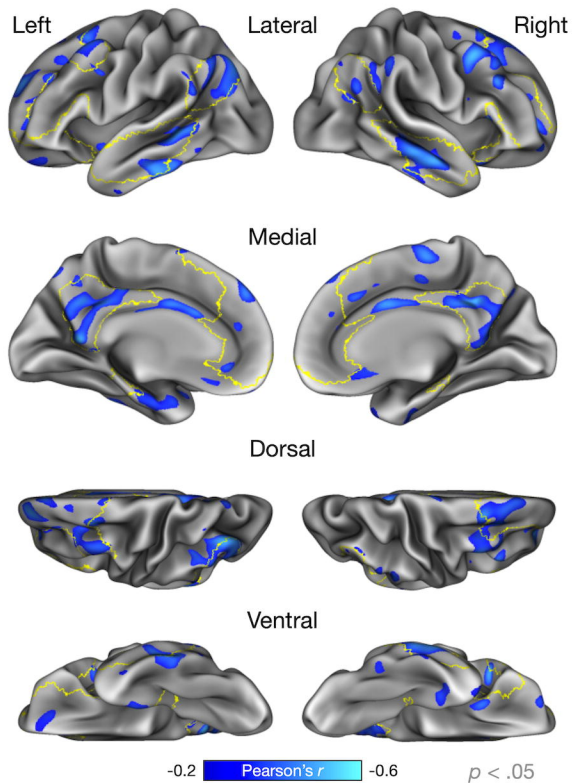 Left Lateral Right
Medial
Dorsal
Ventral
-0.2 Pearson's r -0.6 p < .05